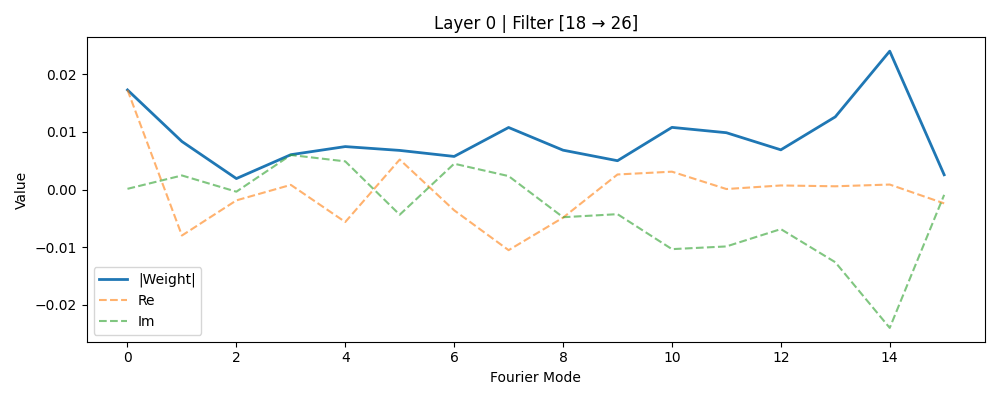 Layer 0 | Filter [18 → 26]
Value
0.02
0.01
0.00
−0.01
−0.02
|Weight|
Re
Im
0 2 4 6 8 10 12 14
Fourier Mode